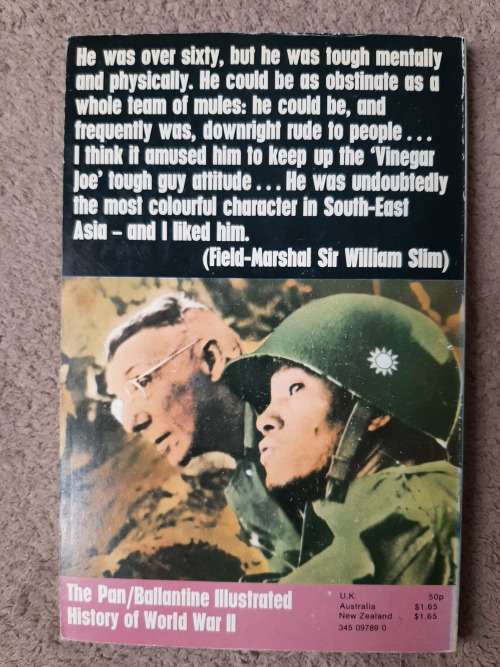 He was over sixty, but he was tough mentally
and physically. He could be as obstinate as a
whole team of mules: he could be, and
frequently was, downright rude to people...
I think it amused him to keep up the ‘Vinegar
Joe’ tough guy attitude... He was undoubtedly
the most colourful character in South-East
Asia – and I liked him.
(Field-Marshal Sir William Slim)
The Pan/Ballantine Illustrated
History of World War II
U.K. 50p
Australia $1.65
New Zealand $1.65
345 09789 0